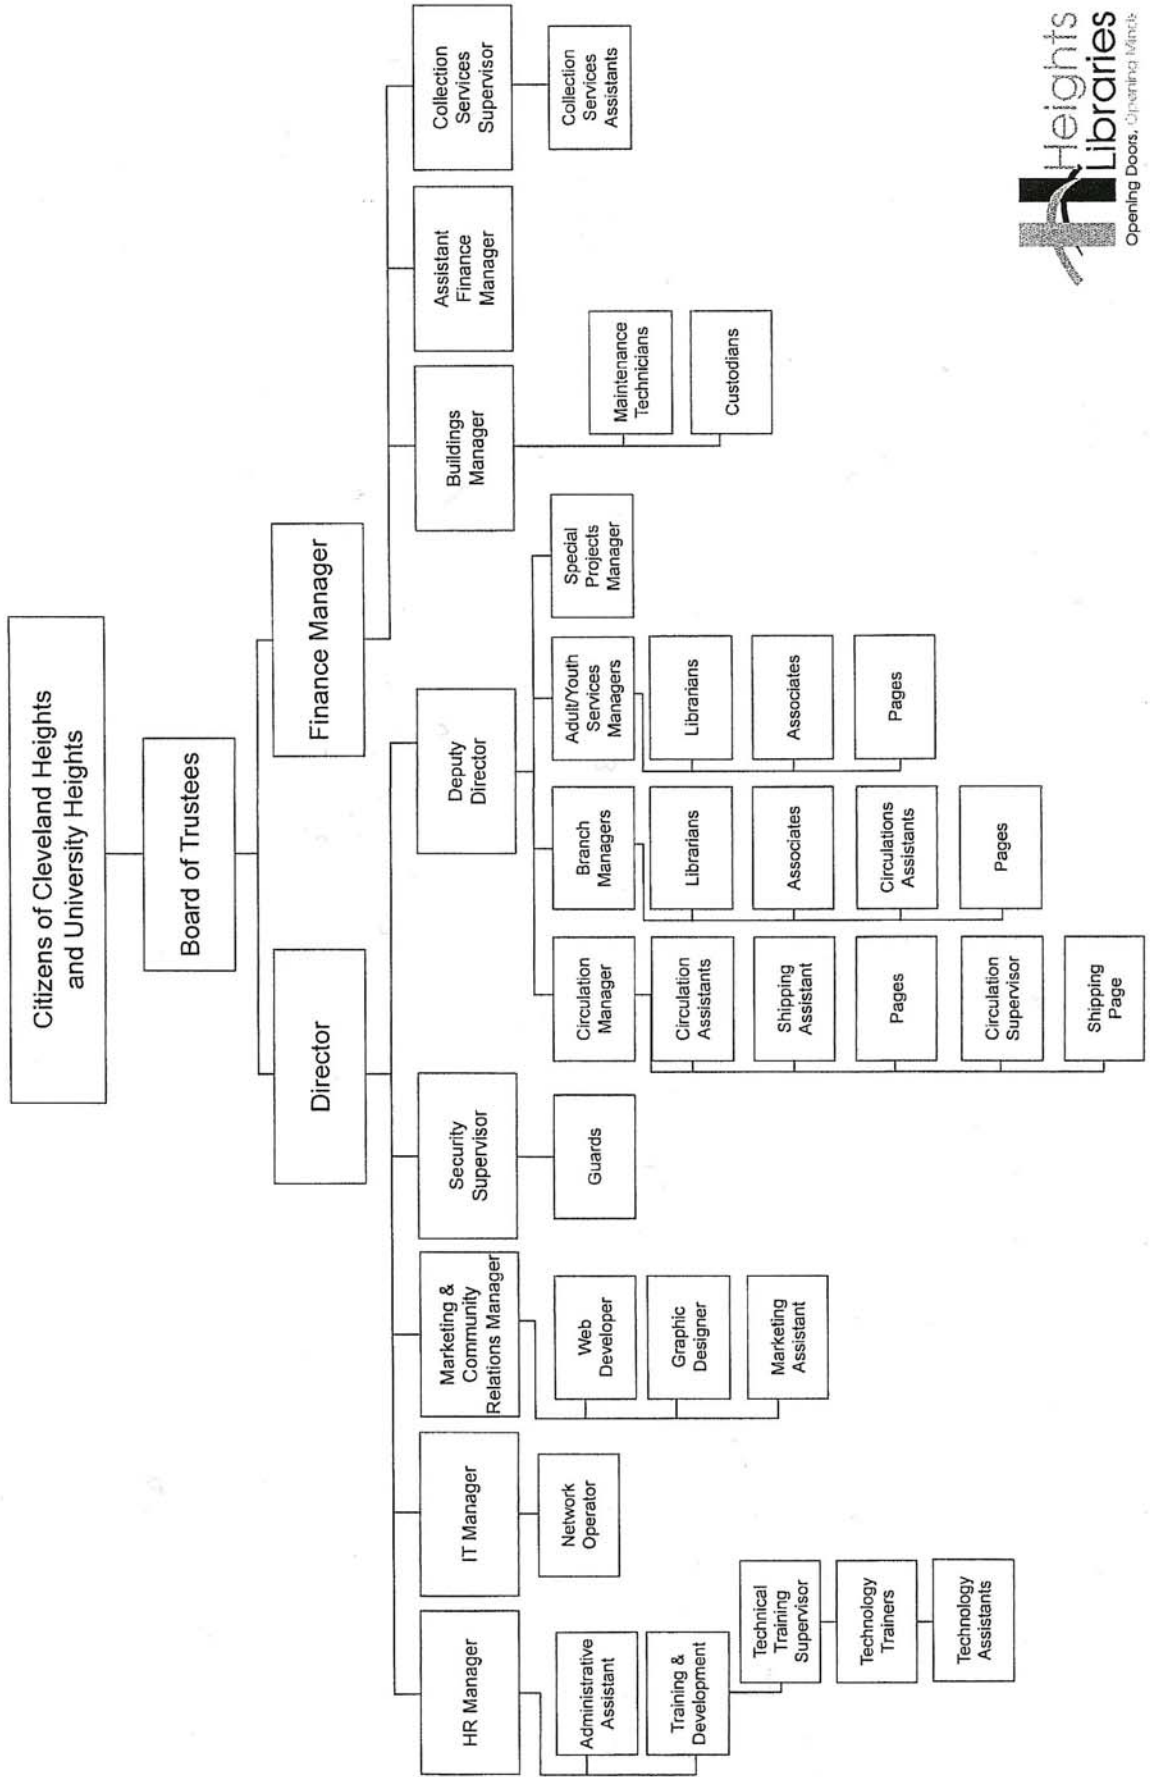 Citizens of Cleveland Heights
and University Heights
Board of Trustees
Director
Finance Manager
HR Manager
IT Manager
Marketing &
Community
Relations Manager
Security
Supervisor
Deputy
Director
Buildings
Manager
Assistant
Finance
Manager
Collection
Services
Supervisor
Administrative
Assistant
Training &
Development
Technical
Training
Supervisor
Technology
Trainers
Technology
Assistants
Network
Operator
Web
Developer
Graphic
Designer
Marketing
Assistant
Guards
Circulation
Manager
Circulation
Assistants
Shipping
Assistant
Pages
Circulation
Supervisor
Shipping
Page
Branch
Managers
Librarians
Associates
Circulations
Assistants
Pages
Adult/Youth
Services
Managers
Librarians
Associates
Pages
Special
Projects
Manager
Maintenance
Technicians
Custodians
Collection
Services
Assistants
Heights
Libraries
Opening Doors, Opening Minds